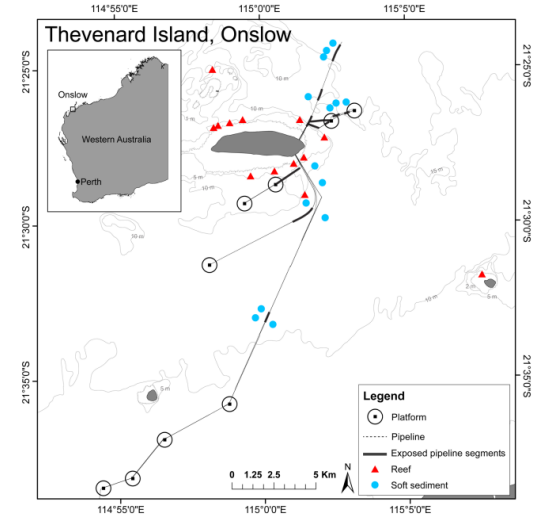 114°55'0"E 115°0'0"E 115°5'0"E
Thevenard Island, Onslow
21°25'0"S 21°25'0"S
Onslow
Western Australia
Perth
10 m
10 m
5 m
10 m
15 m
10 m
21°30'0"S 21°30'0"S
10 m
2 m
5 m
5 m
21°35'0"S 21°35'0"S
Legend
Platform
Pipeline
Exposed pipeline segments
Reef
Soft sediment
0 1.25 2.5 5 Km
N
114°55'0"E 115°0'0"E 115°5'0"E